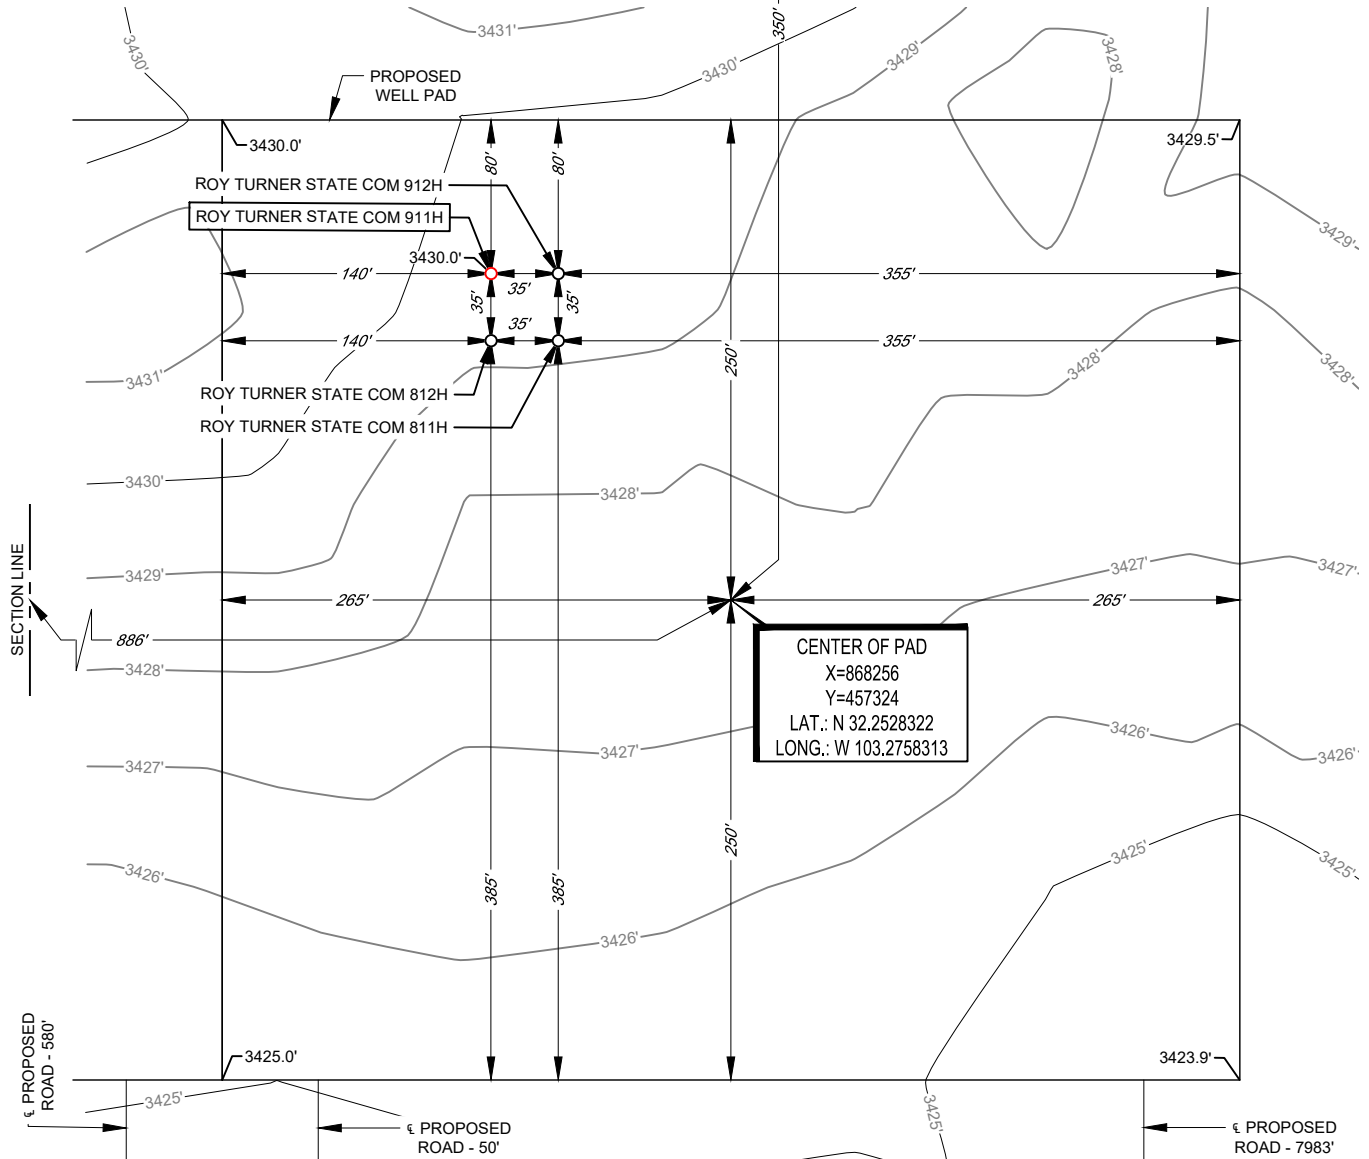 3431'
350'
3430'
3430'
3429'
3428'
PROPOSED
WELL PAD
3430.0'
3429.5'
80'
80'
ROY TURNER STATE COM 912H
ROY TURNER STATE COM 911H
3430.0'
3429'
140'
35'
355'
35'
35'
250'
140'
35'
355'
3431'
3428'
3428'
ROY TURNER STATE COM 812H
ROY TURNER STATE COM 811H
3430'
3428'
SECTION LINE
3429'
3427'
3427'
265'
265'
886'
3428'
CENTER OF PAD
X=868256
Y=457324
LAT.: N 32.2528322
LONG.: W 103.2758313
3427'
3427'
3426'
3426'
250'
3426'
385'
385'
3425'
3425'
3426'
3425.0'
3423.9'
℄ PROPOSED
ROAD - 580'
3425'
3425'
℄ PROPOSED
ROAD - 50'
℄ PROPOSED
ROAD - 7983'